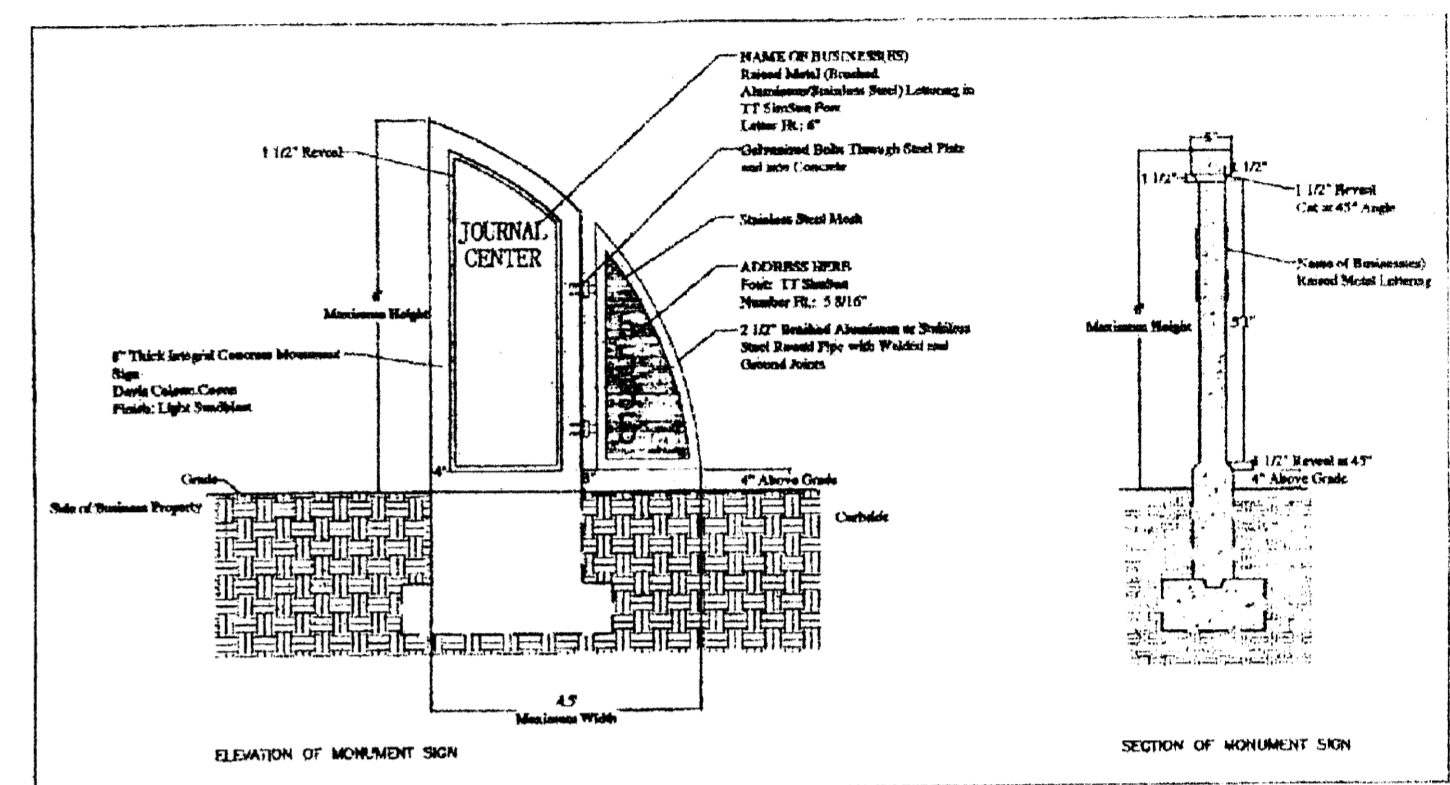 NAME OF BUSINESS(ES)
Raised Metal (Brushed
Aluminum/Stainless Steel) Lettering in
TT SimSun Font
Letter Ht.: 6"
1 1/2" Reveal
Galvanized Bolts Through Steel Plate
and into Concrete
Stainless Steel Mesh
JOURNAL
CENTER
ADDRESS HERE
Font: TT SimSun
Number Ht.: 5 8/16"
6'
Maximum Height
2 1/2" Brushed Aluminum or Stainless
Steel Round Pipe with Welded and
Ground Joints
8" Thick Integral Concrete Monument
Sign
Davis Colors:
Finish: Light Sandblast
4"
8"
4" Above Grade
Grade
Side of Business Property
Curbside
4.5'
Maximum Width
ELEVATION OF MONUMENT SIGN
1 1/2"
1/2"
1 1/2" Reveal
Cut at 45° Angle
Name of Business(es)
Raised Metal Lettering
6'
Maximum Height
5'1"
1/2" Reveal at 45°
4" Above Grade
SECTION OF MONUMENT SIGN